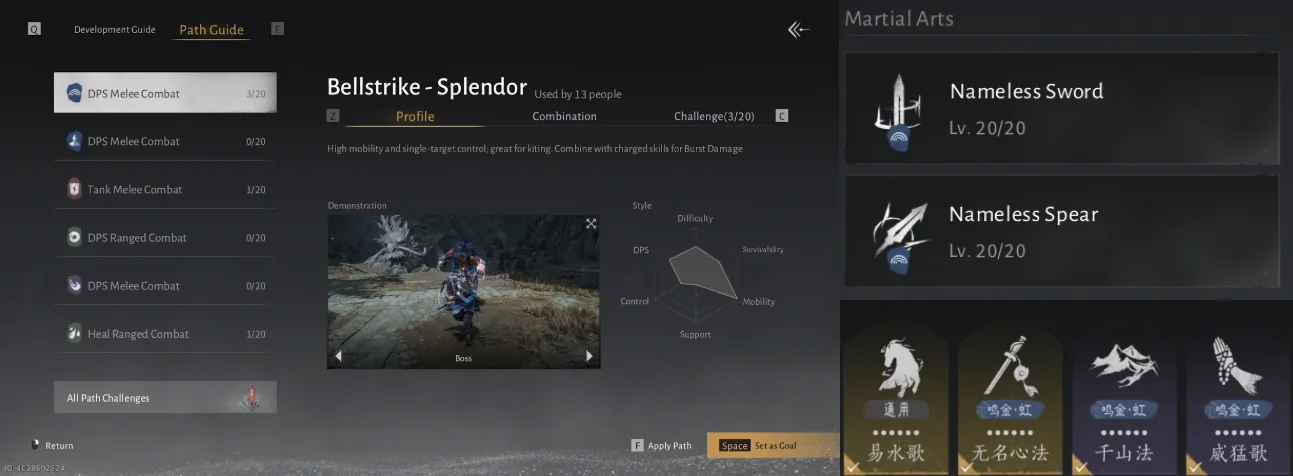 Q
Development Guide
Path Guide
E
DPS Melee Combat 3/20
DPS Melee Combat 0/20
Tank Melee Combat 1/20
DPS Ranged Combat 0/20
DPS Melee Combat 0/20
Heal Ranged Combat 1/20
All Path Challenges
Return
ID: 4028602824
Bellstrike - Splendor Used by 13 people
Z Profile Combination Challenge(3/20) C
High mobility and single-target control; great for kiting. Combine with charged skills for Burst Damage
Demonstration
Boss
Style
Difficulty
DPS
Survivability
Control
Mobility
Support
F Apply Path
Space Set as Goal
Martial Arts
Nameless Sword
Lv. 20/20
Nameless Spear
Lv. 20/20
通用
易水歌
鸣金·虹
无名心法
鸣金·虹
千山法
鸣金·虹
威猛歌